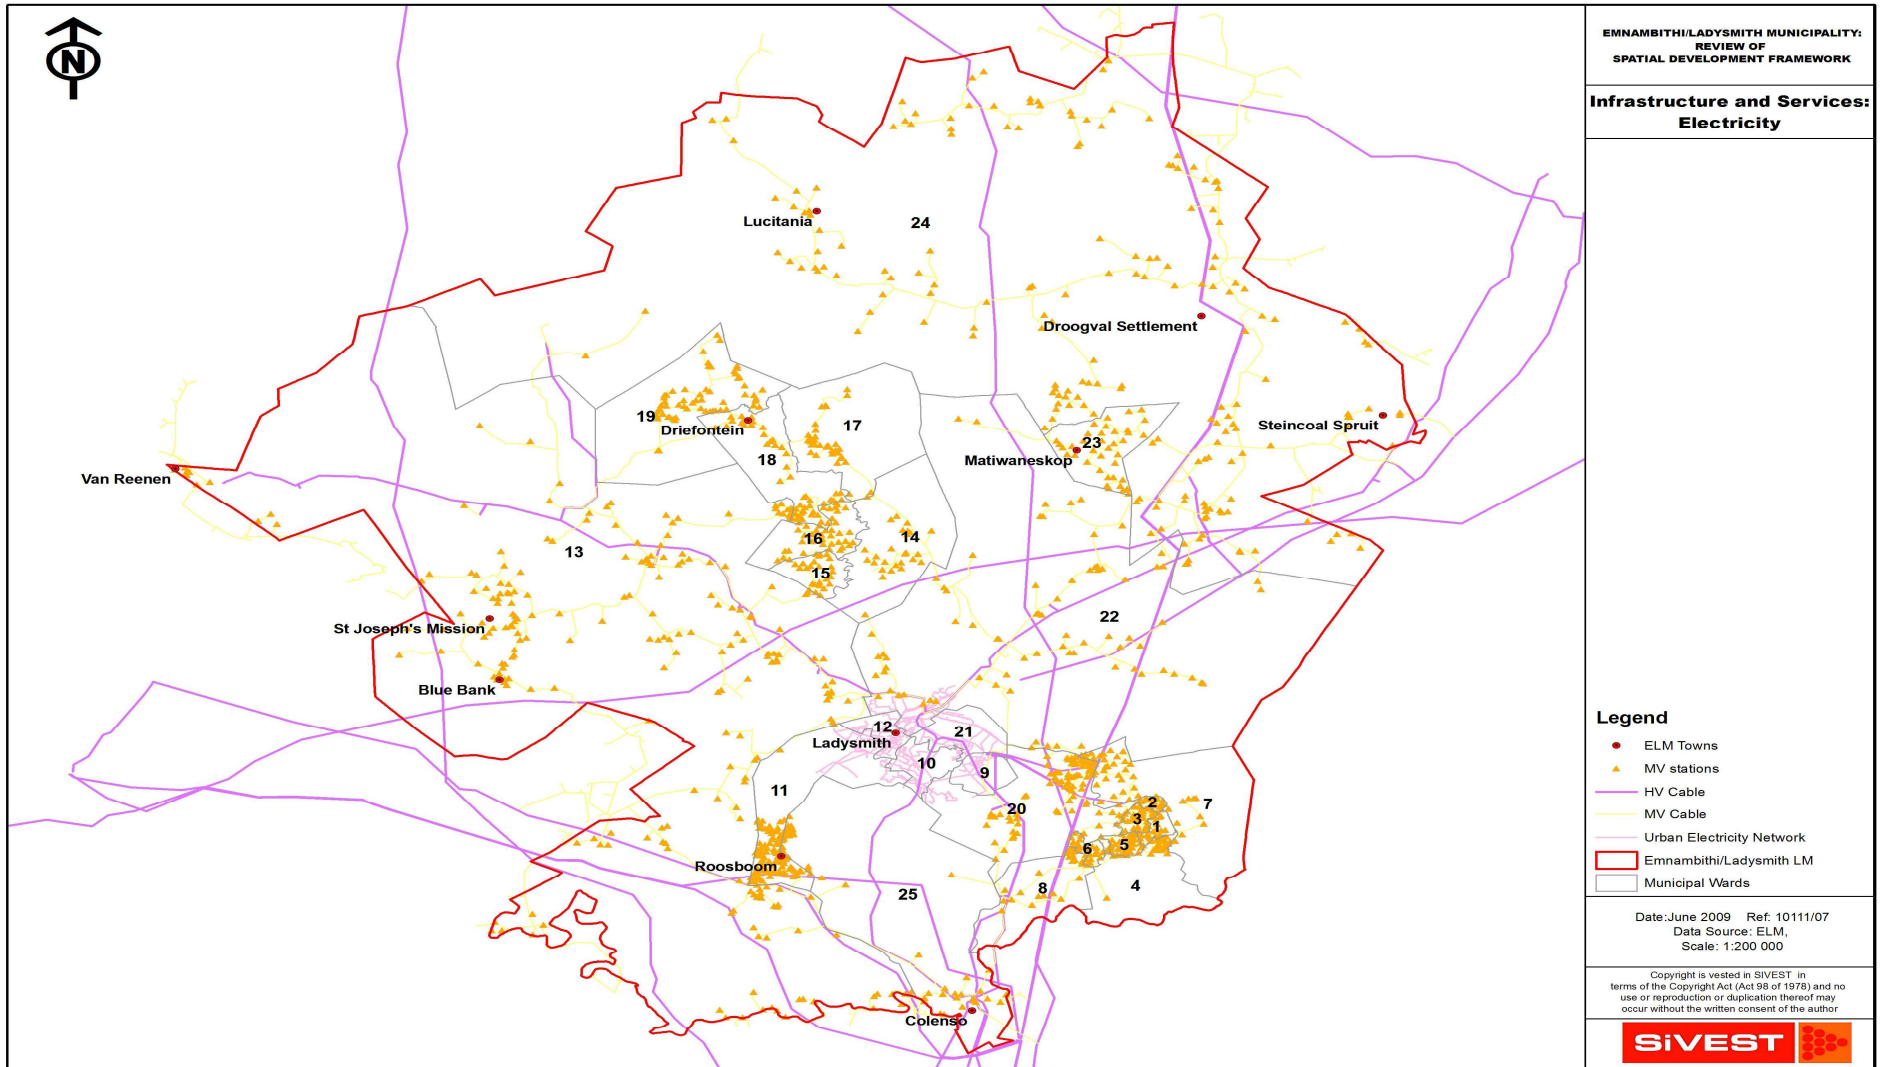 N
EMNAMBITHI/LADYSMITH MUNICIPALITY:
REVIEW OF
SPATIAL DEVELOPMENT FRAMEWORK
Infrastructure and Services:
Electricity
Lucitania
24
Droogval Settlement
19
Driefontein
17
18
23
Matiwaneskop
Steincoal Spruit
Van Reenen
13
16
14
15
22
St Joseph's Mission
Blue Bank
12
Ladysmith
21
10
9
11
20
2
7
3
1
5
6
Roosboom
25
8
4
Colenso
Legend
ELM Towns
MV stations
HV Cable
MV Cable
Urban Electricity Network
Emnambithi/Ladysmith LM
Municipal Wards
Date:June 2009 Ref: 10111/07
Data Source: ELM,
Scale: 1:200 000
Copyright is vested in SIVEST in
terms of the Copyright Act (Act 98 of 1978) and no
use or reproduction or duplication thereof may
occur without the written consent of the author
SiVEST